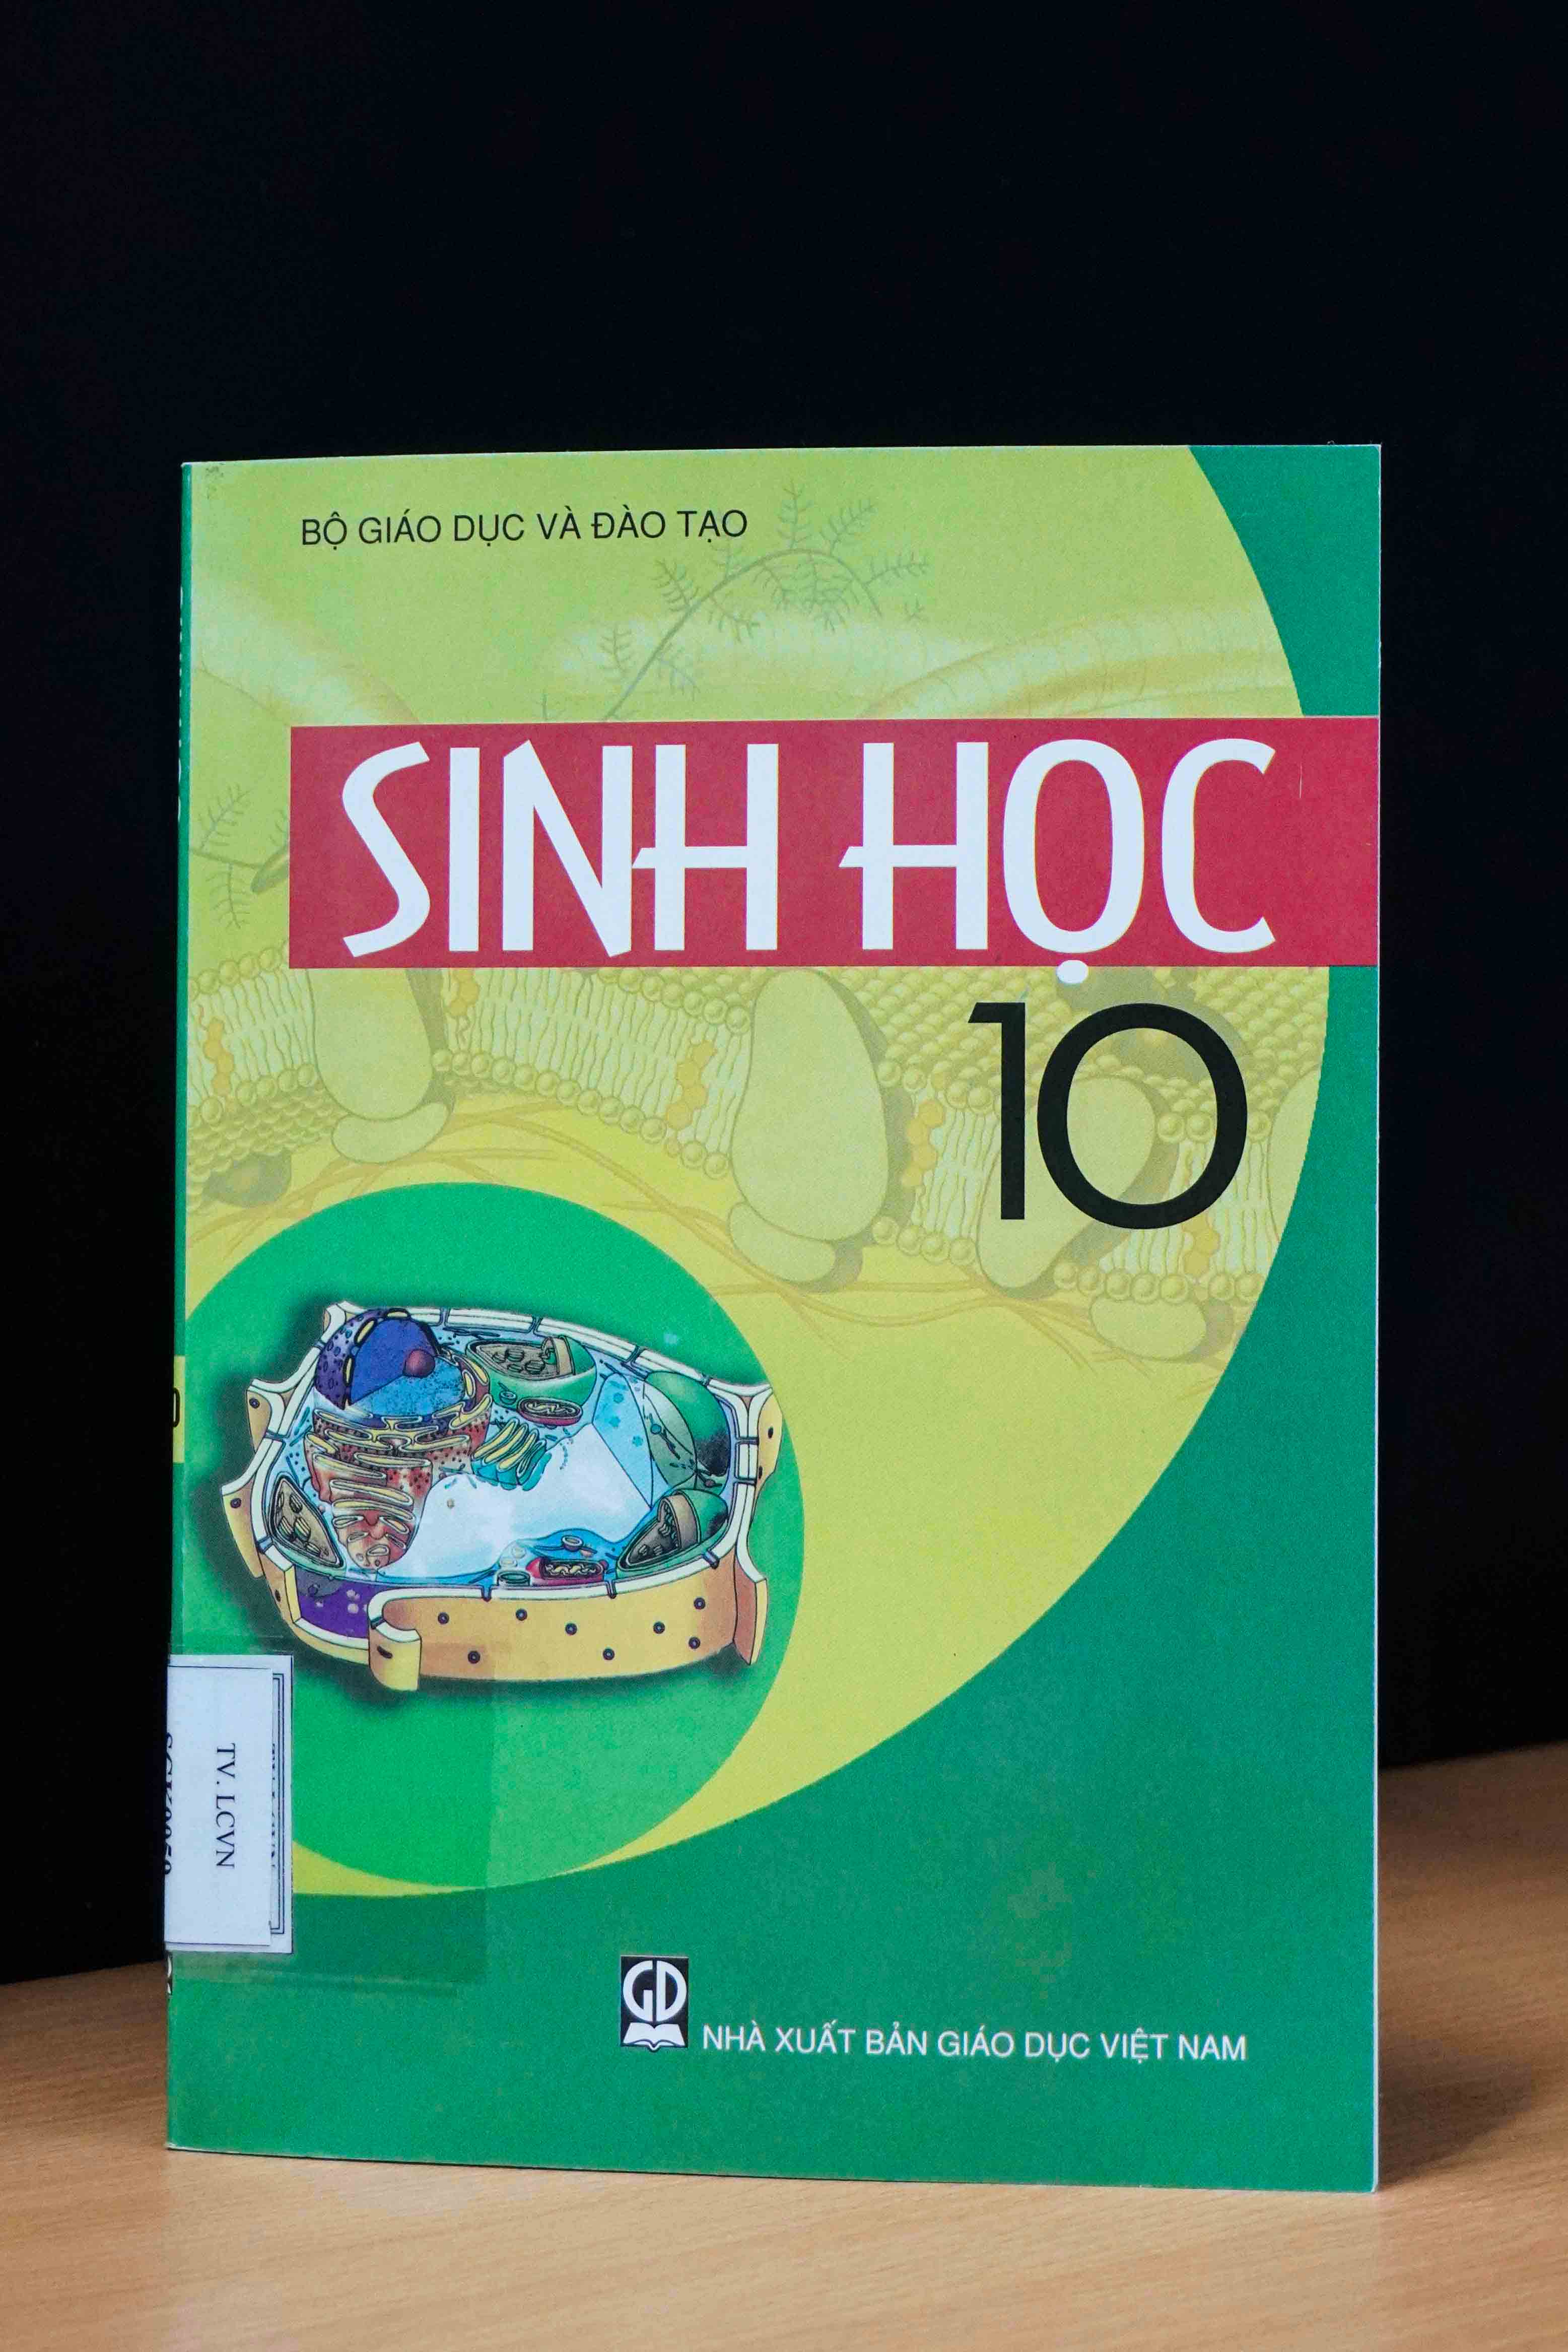 BỘ GIÁO DỤC VÀ ĐÀO TẠO
SINH HỌC
10
TV. LCVN
GD
NHÀ XUẤT BẢN GIÁO DỤC VIỆT NAM